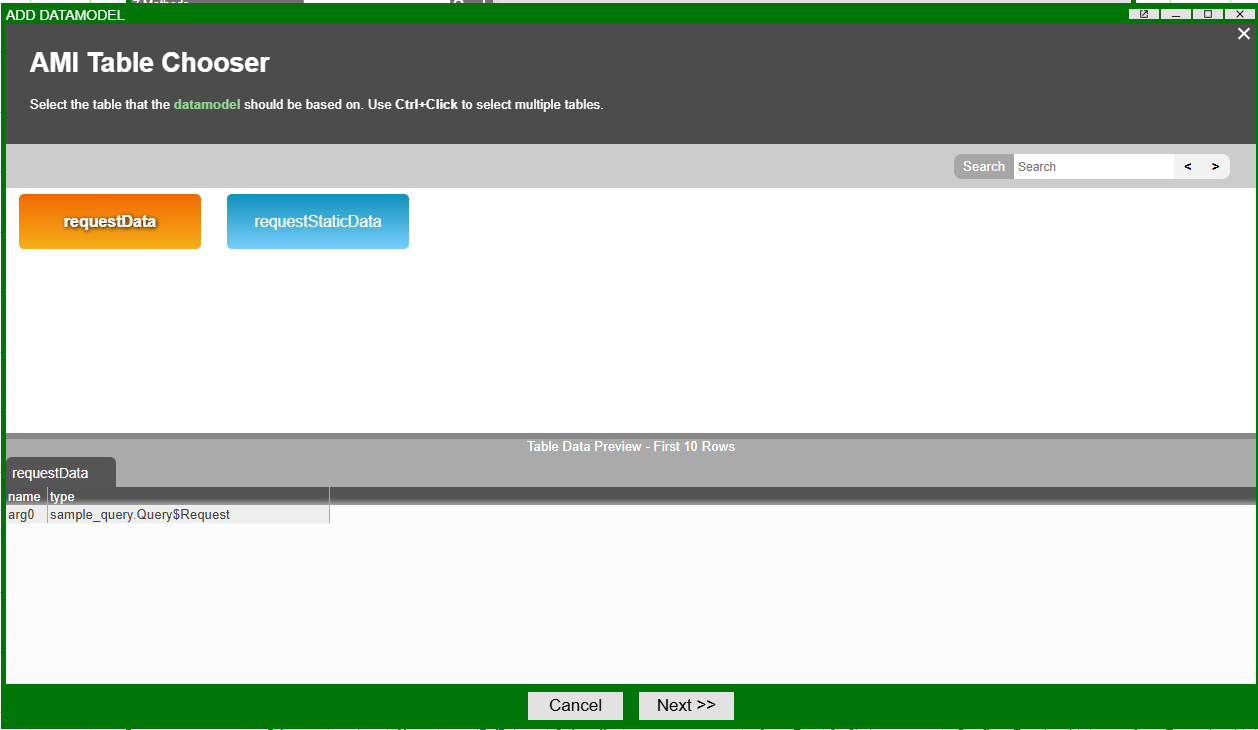 ADD DATAMODEL
AMI Table Chooser
Select the table that the datamodel should be based on. Use Ctrl+Click to select multiple tables.
Search Search < >
requestData requestStaticData
Table Data Preview - First 10 Rows
requestData
name type
arg0 sample_query.Query$Request
Cancel Next >>